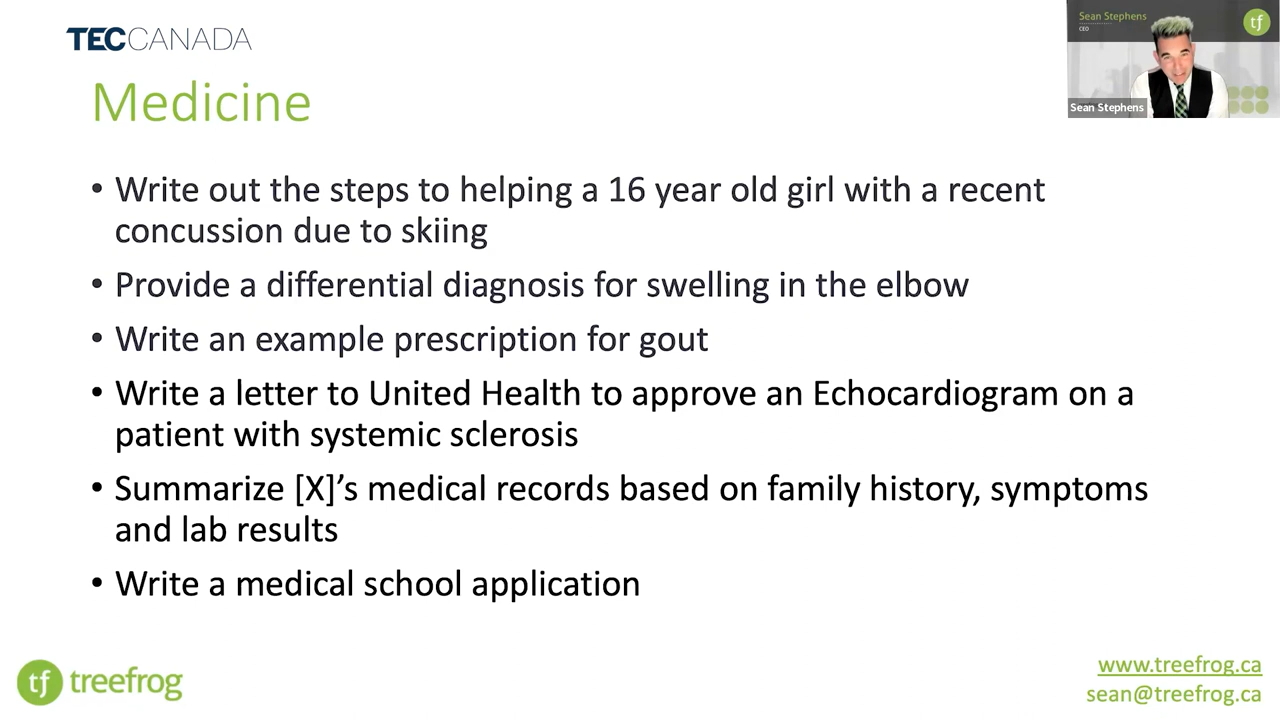 TECCANADA
Sean Stephens
CEO
tf
Sean Stephens
Medicine
• Write out the steps to helping a 16 year old girl with a recent
concussion due to skiing
• Provide a differential diagnosis for swelling in the elbow
• Write an example prescription for gout
• Write a letter to United Health to approve an Echocardiogram on a
patient with systemic sclerosis
• Summarize [X]’s medical records based on family history, symptoms
and lab results
• Write a medical school application
tf treefrog
www.treefrog.ca
sean@treefrog.ca